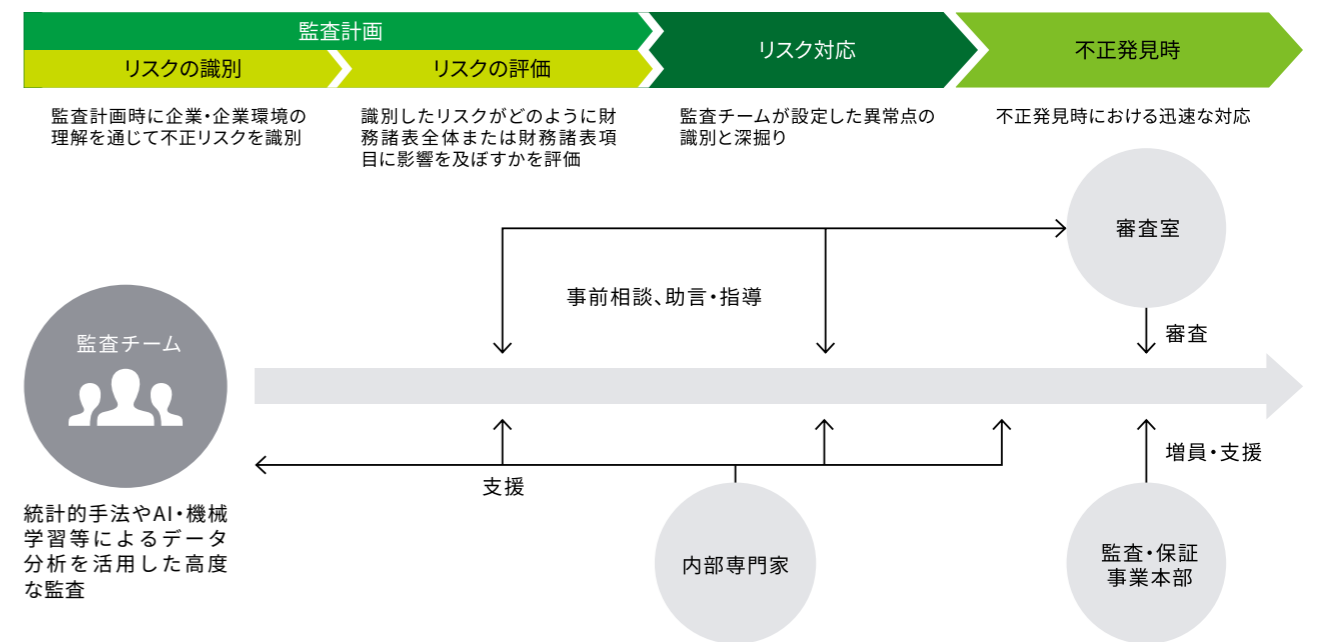 監査計画
リスクの識別
リスクの評価
リスク対応
不正発見時
監査計画時に企業・企業環境の
理解を通じて不正リスクを識別
識別したリスクがどのように財
務諸表全体または財務諸表項
目に影響を及ぼすかを評価
監査チームが設定した異常点の
識別と深掘り
不正発見時における迅速な対応
審査室
事前相談、助言・指導
審査
監査チーム
増員・支援
支援
統計的手法やAI・機械
学習等によるデータ
分析を活用した高度
な監査
内部専門家
監査・保証
事業本部